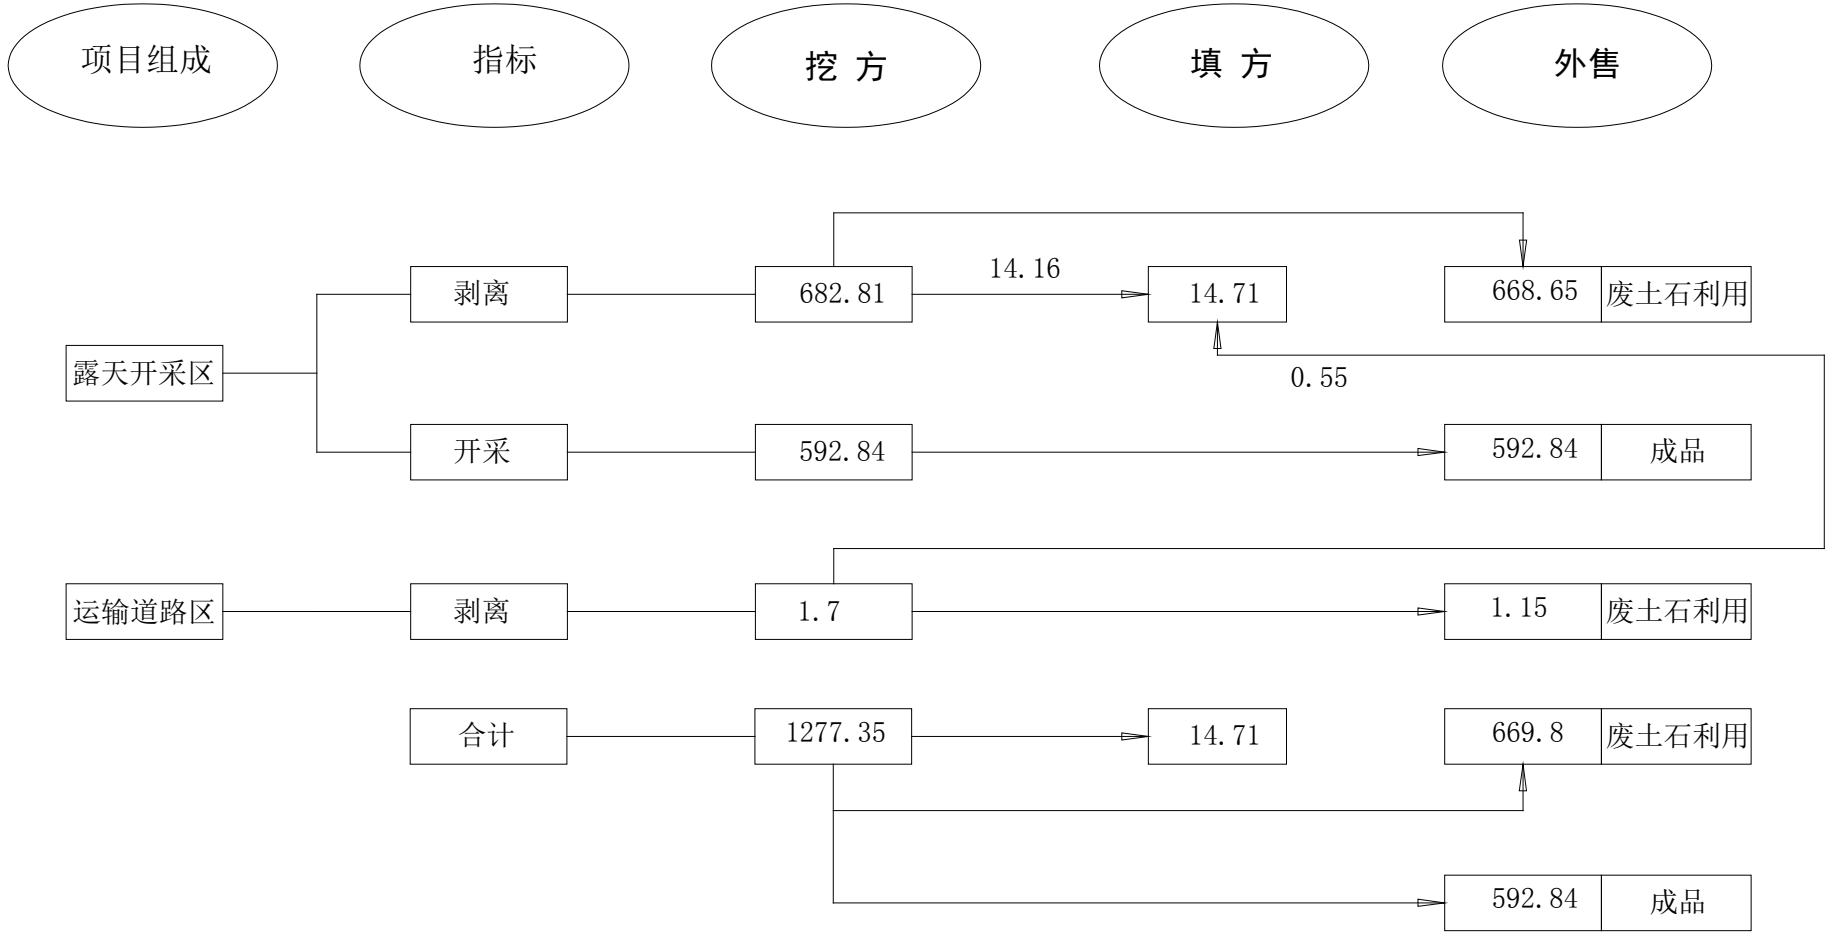 项目组成
指标
挖 方
填 方
外售
14.16
剥离
682.81
14.71
668.65
废土石利用
露天开采区
0.55
开采
592.84
592.84
成品
运输道路区
剥离
1.7
1.15
废土石利用
合计
1277.35
14.71
669.8
废土石利用
592.84
成品